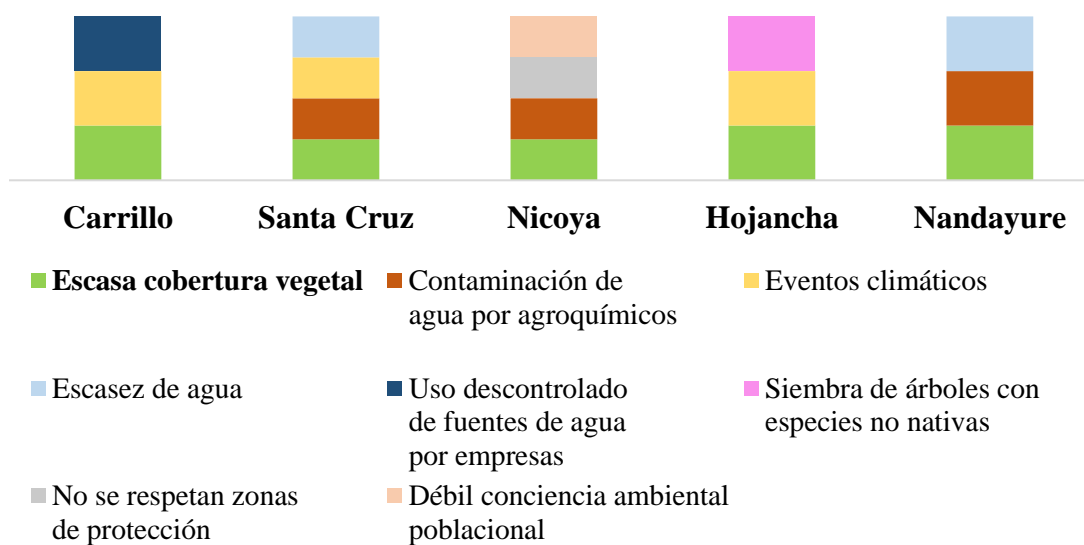 Carrillo Santa Cruz Nicoya Hojancha Nandayure
Escasa cobertura vegetal
Contaminación de
agua por agroquímicos
Eventos climáticos
Escasez de agua
Uso descontrolado
de fuentes de agua
por empresas
Siembra de árboles con
especies no nativas
No se respetan zonas
de protección
Débil conciencia ambiental
poblacional